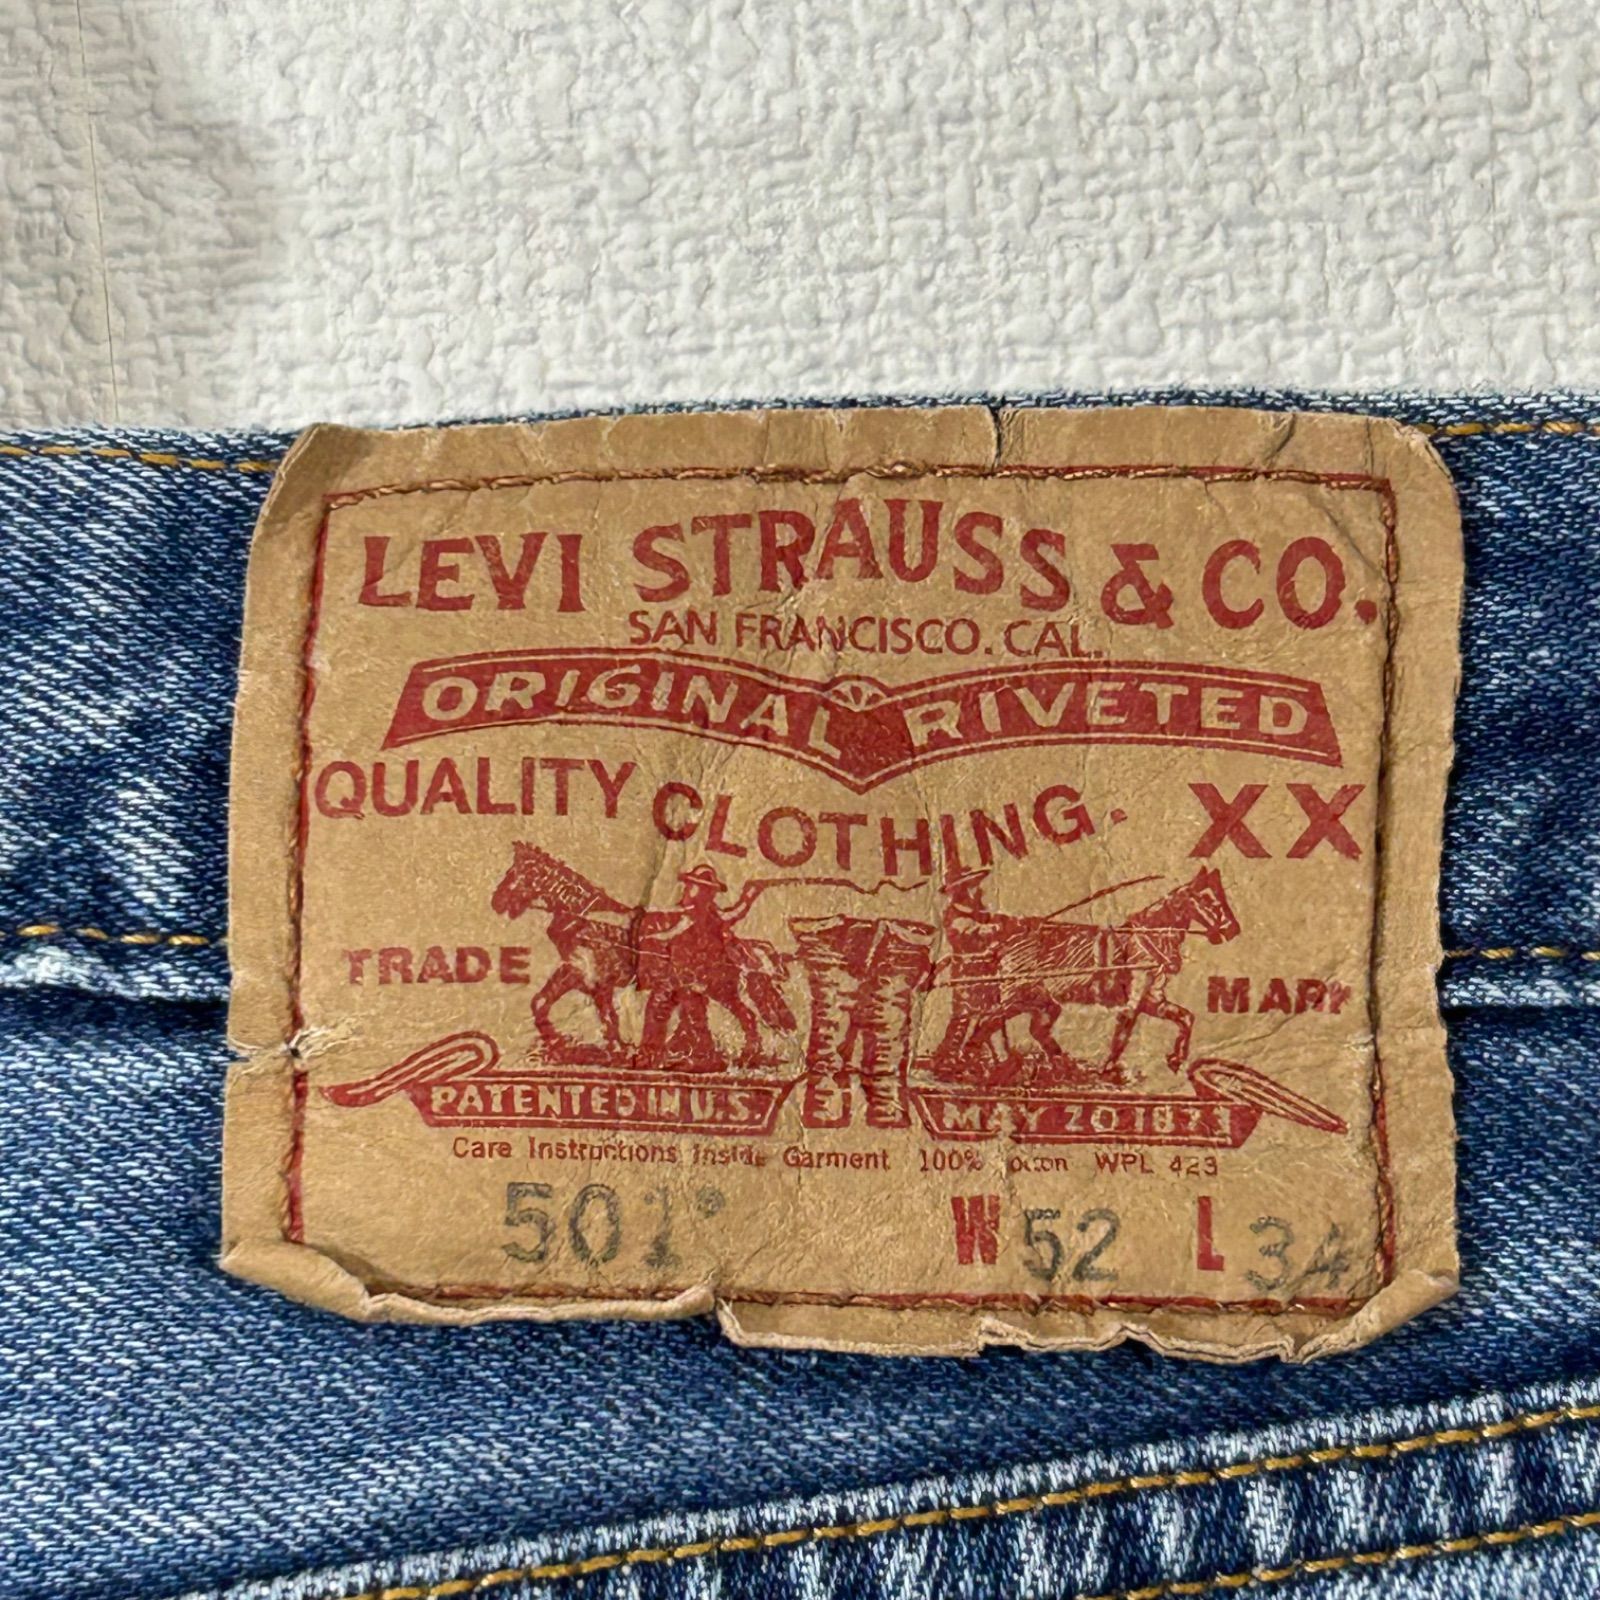 LEVI STRAUSS & CO.
SAN FRANCISCO. CAL.
ORIGINAL RIVETED
QUALITY CLOTHING. XX
TRADE MARK
PATENTED IN U.S. MAY 20 1873
Care Instructions Inside Garment 100% WPL 423
501® W 52 L 34